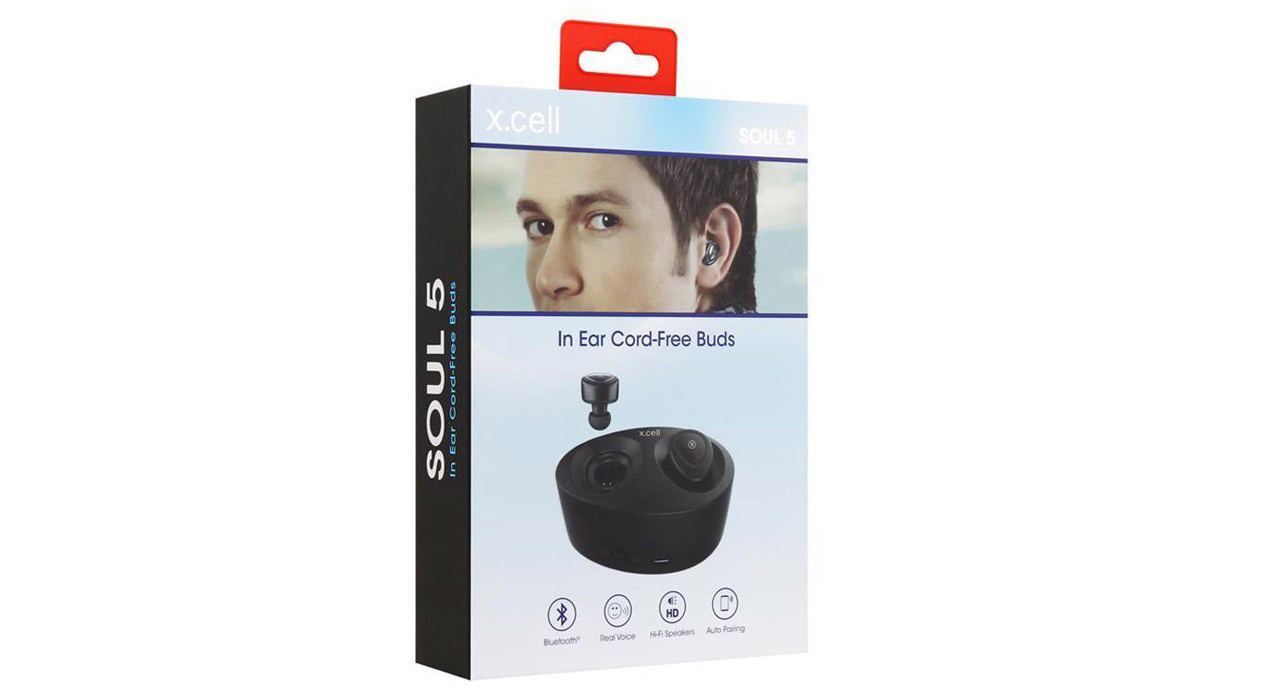 x.cell
SOUL 5
In Ear Cord-Free Buds
x.cell
Bluetooth®
Real Voice
HD
Hi-Fi Speakers
Auto Pairing
SOUL 5
In Ear Cord-Free Buds